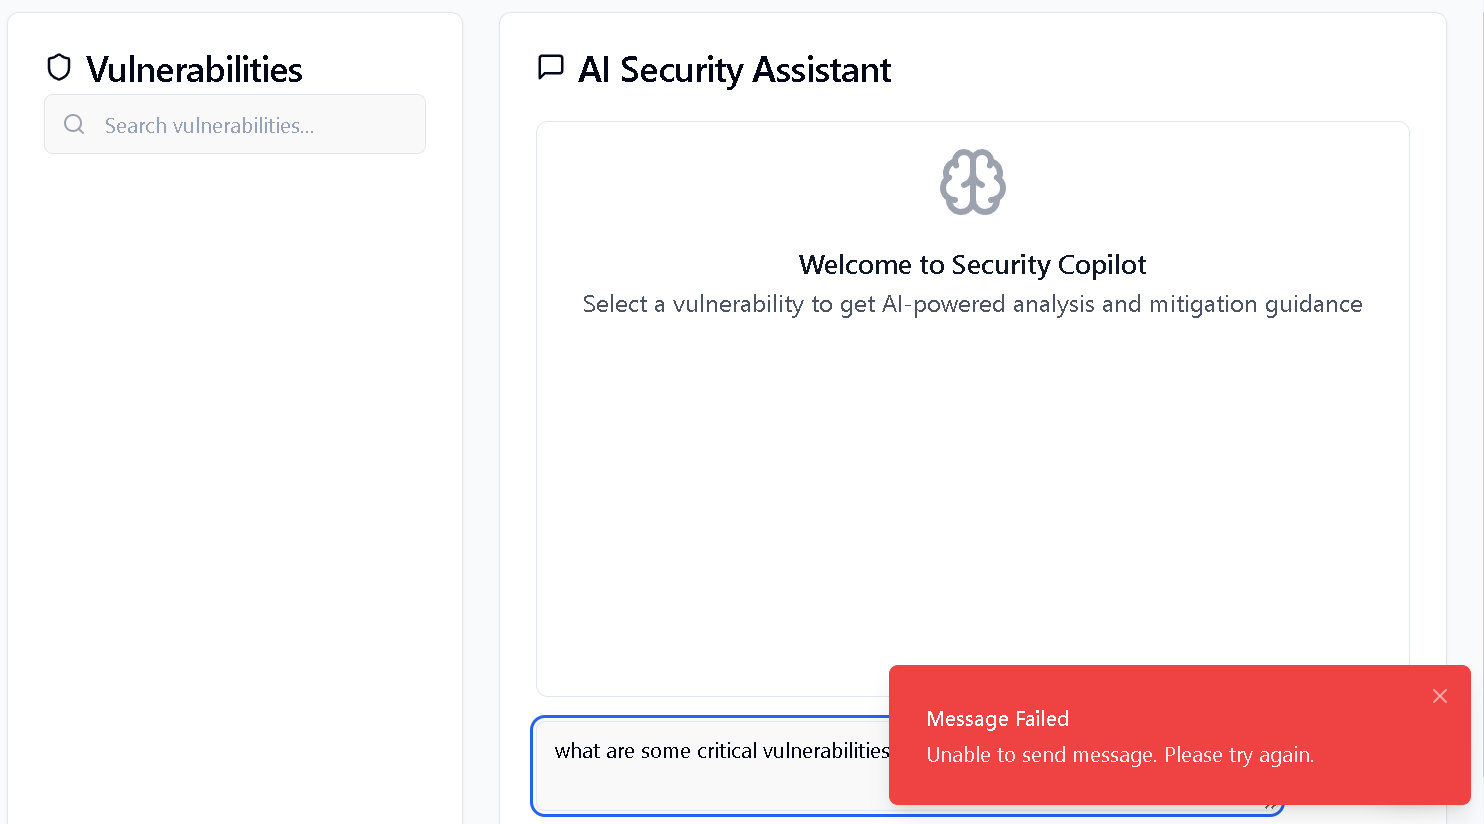 Vulnerabilities
Search vulnerabilities...
AI Security Assistant
Welcome to Security Copilot
Select a vulnerability to get AI-powered analysis and mitigation guidance
what are some critical vulnerabilities
Message Failed
Unable to send message. Please try again.